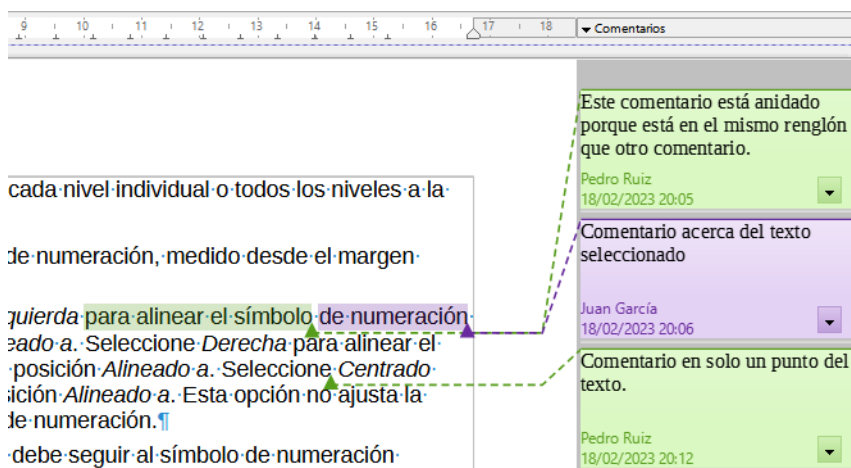 9 10 11 12 13 14 15 16 17 18
Comentarios
Este comentario está anidado
porque está en el mismo renglón
que otro comentario.
Pedro Ruiz
18/02/2023 20:05
Comentario acerca del texto
seleccionado
Juan García
18/02/2023 20:06
Comentario en solo un punto del
texto.
Pedro Ruiz
18/02/2023 20:12
cada·nivel·individual·o·todos·los·niveles·a·la·
de·numeración,·medido·desde·el·margen·
quierda·para·alinear·el·símbolo·de·numeración·
eado·a.·Seleccione·Derecha·para·alinear·el·
·posición·Alineado·a.·Seleccione·Centrado·
sición·Alineado·a.·Esta·opción·no·ajusta·la·
de·numeración.¶
·debe·seguir·al·símbolo·de·numeración·